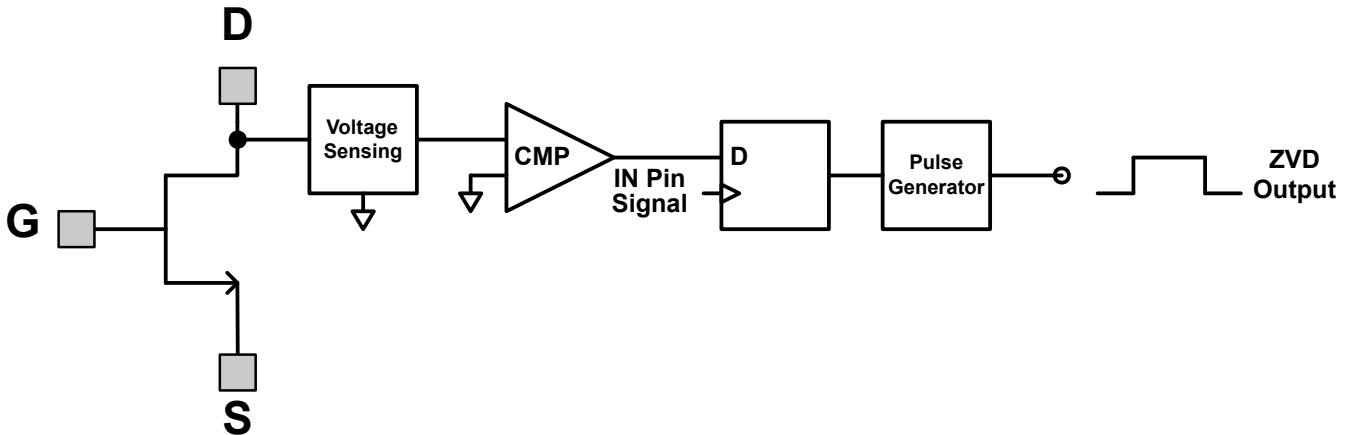 D
Voltage
Sensing
CMP
IN Pin
Signal
D
Pulse
Generator
ZVD
Output
G
S